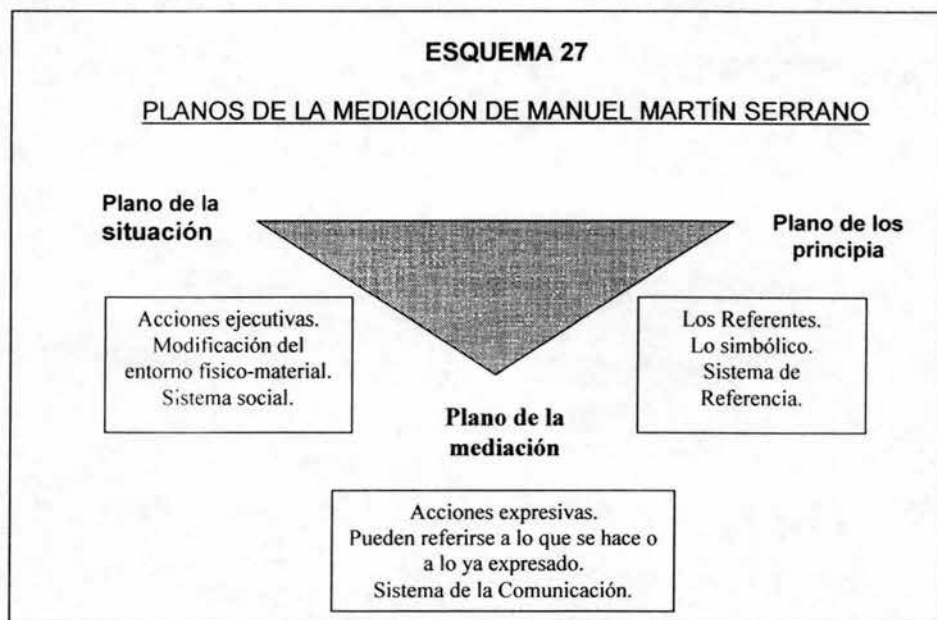 ESQUEMA 27
PLANOS DE LA MEDIACIÓN DE MANUEL MARTÍN SERRANO
Plano de la
situación
Plano de los
principia
Acciones ejecutivas.
Modificación del
entorno físico-material.
Sistema social.
Los Referentes.
Lo simbólico.
Sistema de
Referencia.
Plano de la
mediación
Acciones expresivas.
Pueden referirse a lo que se hace o
a lo ya expresado.
Sistema de la Comunicación.